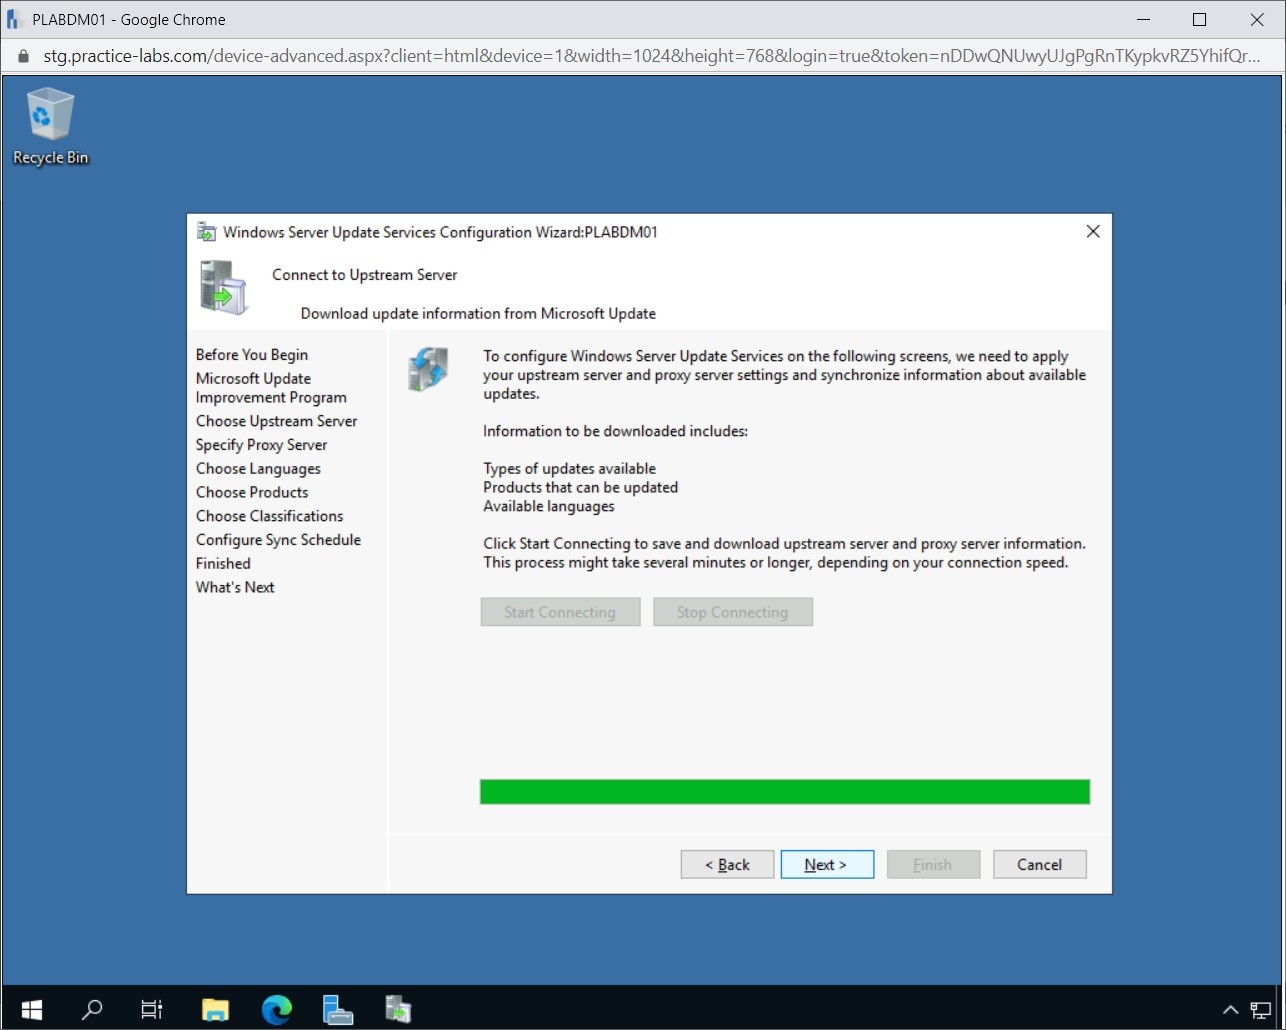 PLABDM01 - Google Chrome
stg.practice-labs.com/device-advanced.aspx?client=html&device=1&width=1024&height=768&login=true&token=nDDwQNUwyUJgPgRnTKypkvRZ5YhifQr...
Recycle Bin
Windows Server Update Services Configuration Wizard:PLABDM01
Connect to Upstream Server
Download update information from Microsoft Update
Before You Begin
Microsoft Update
Improvement Program
Choose Upstream Server
Specify Proxy Server
Choose Languages
Choose Products
Choose Classifications
Configure Sync Schedule
Finished
What's Next
To configure Windows Server Update Services on the following screens, we need to apply
your upstream server and proxy server settings and synchronize information about available
updates.
Information to be downloaded includes:
Types of updates available
Products that can be updated
Available languages
Click Start Connecting to save and download upstream server and proxy server information.
This process might take several minutes or longer, depending on your connection speed.
Start Connecting Stop Connecting
< Back Next > Finish Cancel